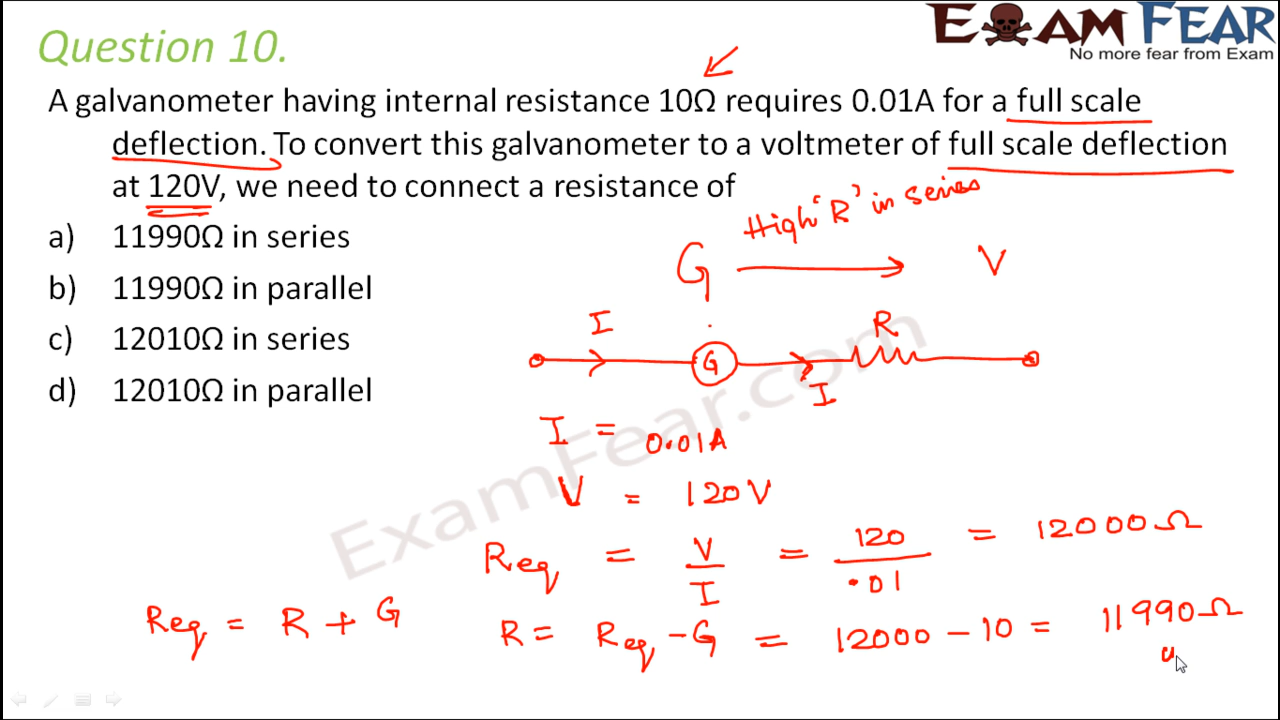 EXAM FEAR
No more fear from Exam
Question 10.
A galvanometer having internal resistance 10Ω requires 0.01A for a full scale
deflection. To convert this galvanometer to a voltmeter of full scale deflection
at 120V, we need to connect a resistance of
a) 11990Ω in series
b) 11990Ω in parallel
c) 12010Ω in series
d) 12010Ω in parallel
High 'R' in series
G V
I R
G
I
I = 0.01A
V = 120V
Req = V/I = 120/.01 = 12000Ω
Req = R + G
R = Req - G = 12000 - 10 = 11990Ω
ExamFear.com